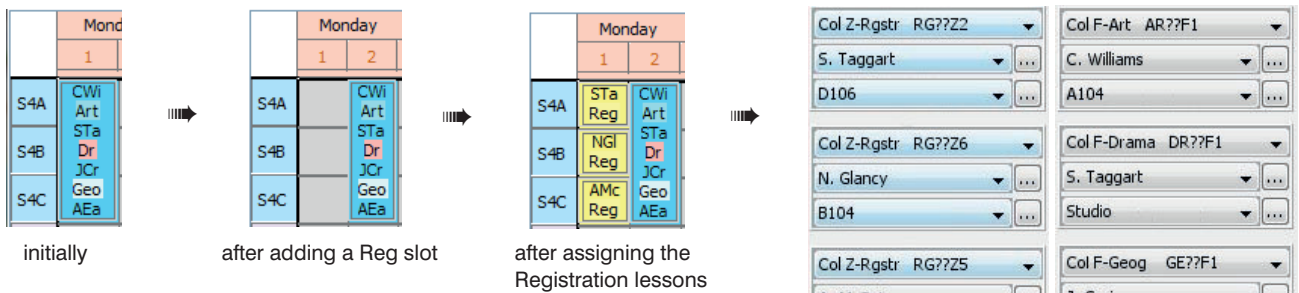 Mond
1
S4A
S4B
S4C
CWi
Art
STa
Dr
JCr
Geo
AEa
initially
Monday
1 2
S4A
S4B
S4C
CWi
Art
STa
Dr
JCr
Geo
AEa
after adding a Reg slot
Monday
1 2
S4A
S4B
S4C
STa
Reg
NGl
Reg
AMc
Reg
CWi
Art
STa
Dr
JCr
Geo
AEa
after assigning the
Registration lessons
Col Z-Rgstr RG??Z2
S. Taggart
...
D106
...
Col Z-Rgstr RG??Z6
N. Glancy
...
B104
...
Col Z-Rgstr RG??Z5
Col F-Art AR??F1
C. Williams
...
A104
...
Col F-Drama DR??F1
S. Taggart
...
Studio
...
Col F-Geog GE??F1